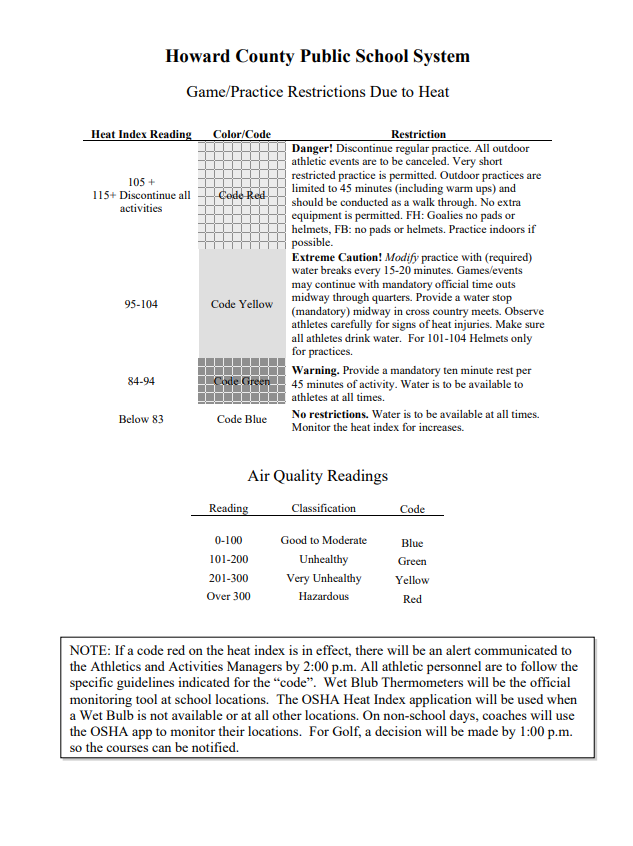 Howard County Public School System
Game/Practice Restrictions Due to Heat
Heat Index Reading Color/Code Restriction
105 +
115+ Discontinue all
activities
Code Red
Danger! Discontinue regular practice. All outdoor
athletic events are to be canceled. Very short
restricted practice is permitted. Outdoor practices are
limited to 45 minutes (including warm ups) and
should be conducted as a walk through. No extra
equipment is permitted. FH: Goalies no pads or
helmets, FB: no pads or helmets. Practice indoors if
possible.
95-104
Code Yellow
Extreme Caution! Modify practice with (required)
water breaks every 15-20 minutes. Games/events
may continue with mandatory official time outs
midway through quarters. Provide a water stop
(mandatory) midway in cross country meets. Observe
athletes carefully for signs of heat injuries. Make sure
all athletes drink water. For 101-104 Helmets only
for practices.
84-94
Code Green
Warning. Provide a mandatory ten minute rest per
45 minutes of activity. Water is to be available to
athletes at all times.
Below 83
Code Blue
No restrictions. Water is to be available at all times.
Monitor the heat index for increases.
Air Quality Readings
Reading Classification Code
0-100 Good to Moderate Blue
101-200 Unhealthy Green
201-300 Very Unhealthy Yellow
Over 300 Hazardous Red
NOTE: If a code red on the heat index is in effect, there will be an alert communicated to
the Athletics and Activities Managers by 2:00 p.m. All athletic personnel are to follow the
specific guidelines indicated for the “code”. Wet Blub Thermometers will be the official
monitoring tool at school locations. The OSHA Heat Index application will be used when
a Wet Bulb is not available or at all other locations. On non-school days, coaches will use
the OSHA app to monitor their locations. For Golf, a decision will be made by 1:00 p.m.
so the courses can be notified.